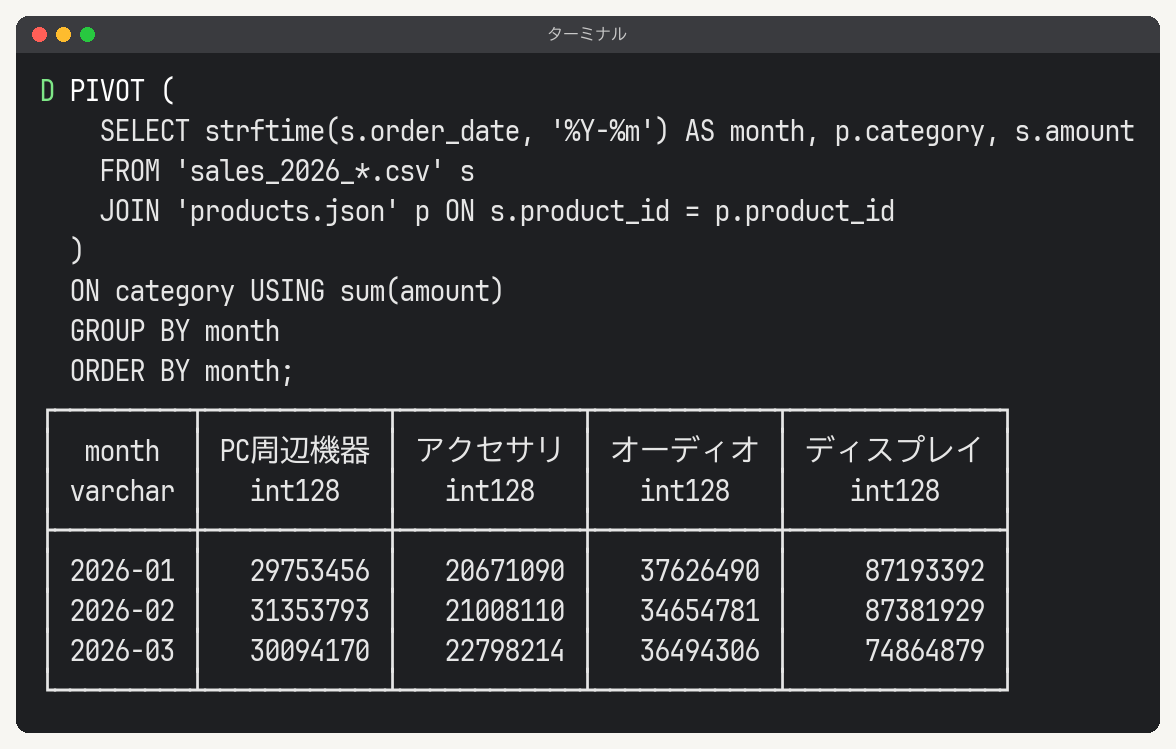 ターミナル
D PIVOT (
SELECT strftime(s.order_date, '%Y-%m') AS month, p.category, s.amount
FROM 'sales_2026_*.csv' s
JOIN 'products.json' p ON s.product_id = p.product_id
)
ON category USING sum(amount)
GROUP BY month
ORDER BY month;
month PC周辺機器 アクセサリ オーディオ ディスプレイ
varchar int128 int128 int128 int128
2026-01 29753456 20671090 37626490 87193392
2026-02 31353793 21008110 34654781 87381929
2026-03 30094170 22798214 36494306 74864879